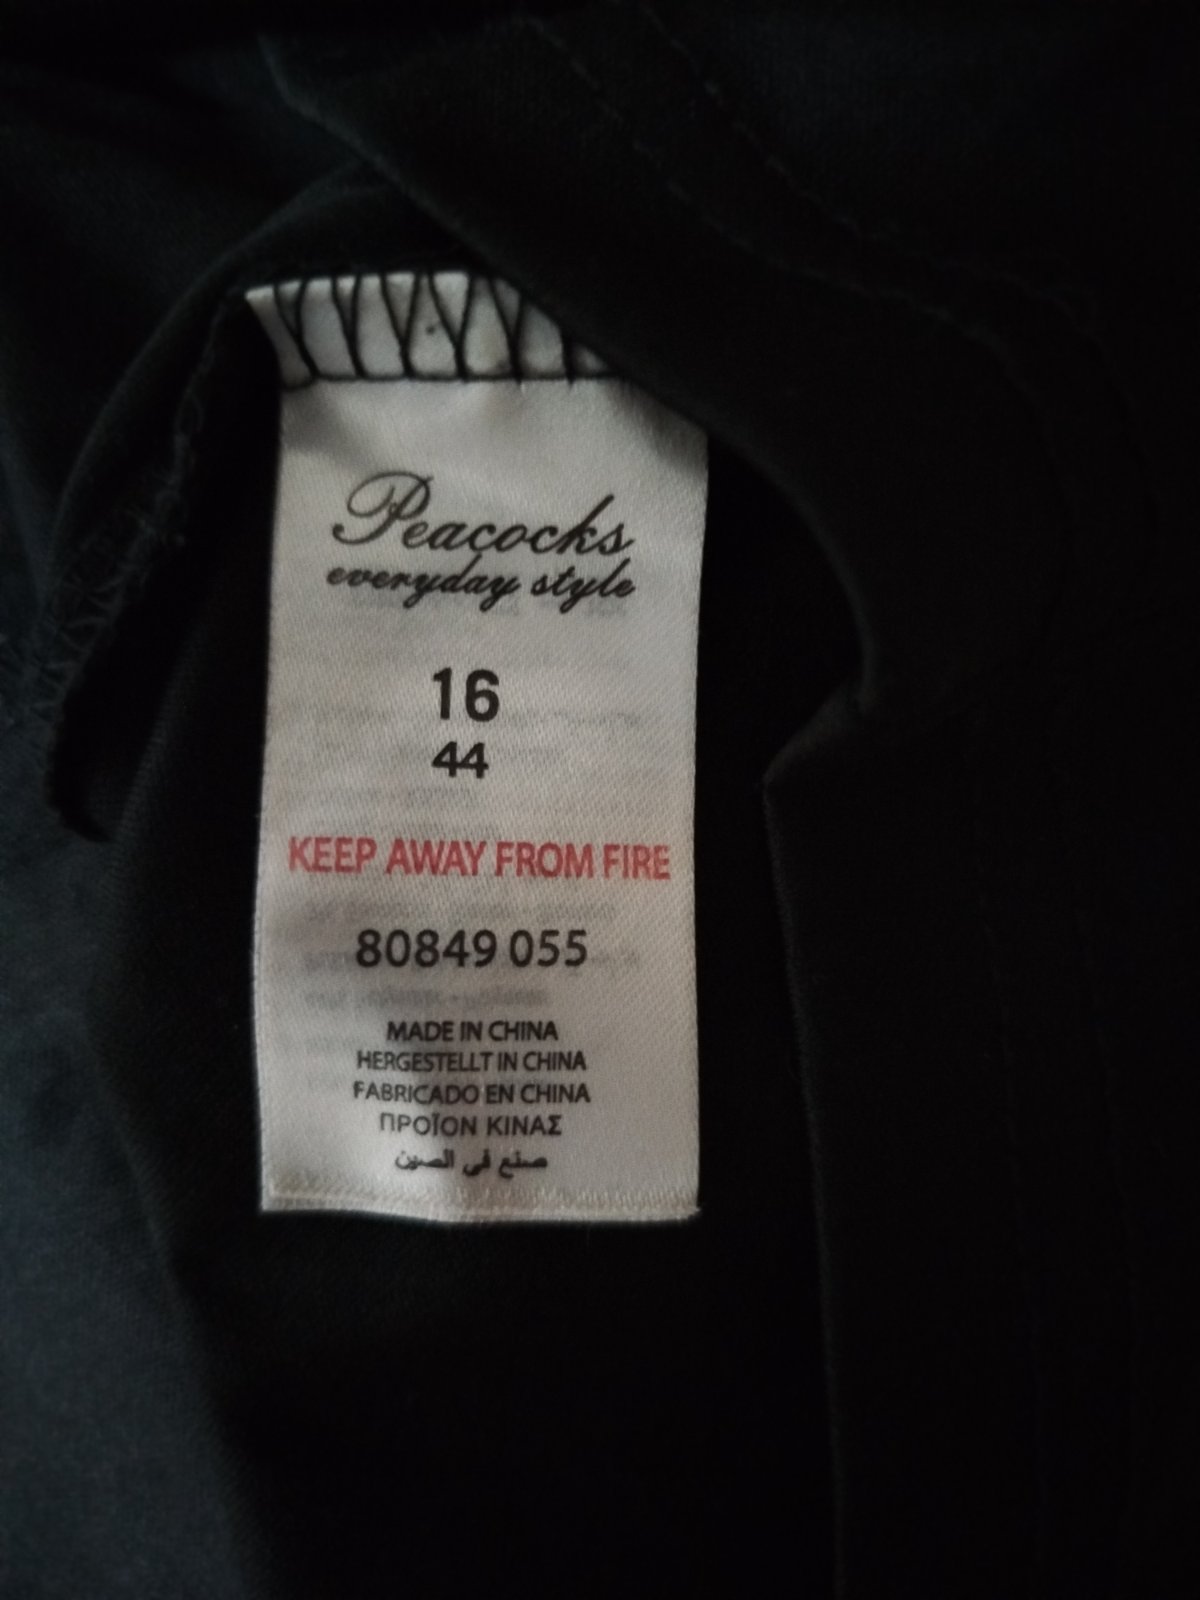 Peacocks
everyday style
16
44
KEEP AWAY FROM FIRE
80849 055
MADE IN CHINA
HERGESTELLT IN CHINA
FABRICADO EN CHINA
ΠΡΟΪΟΝ ΚΙΝΑΣ
صنع في الصين